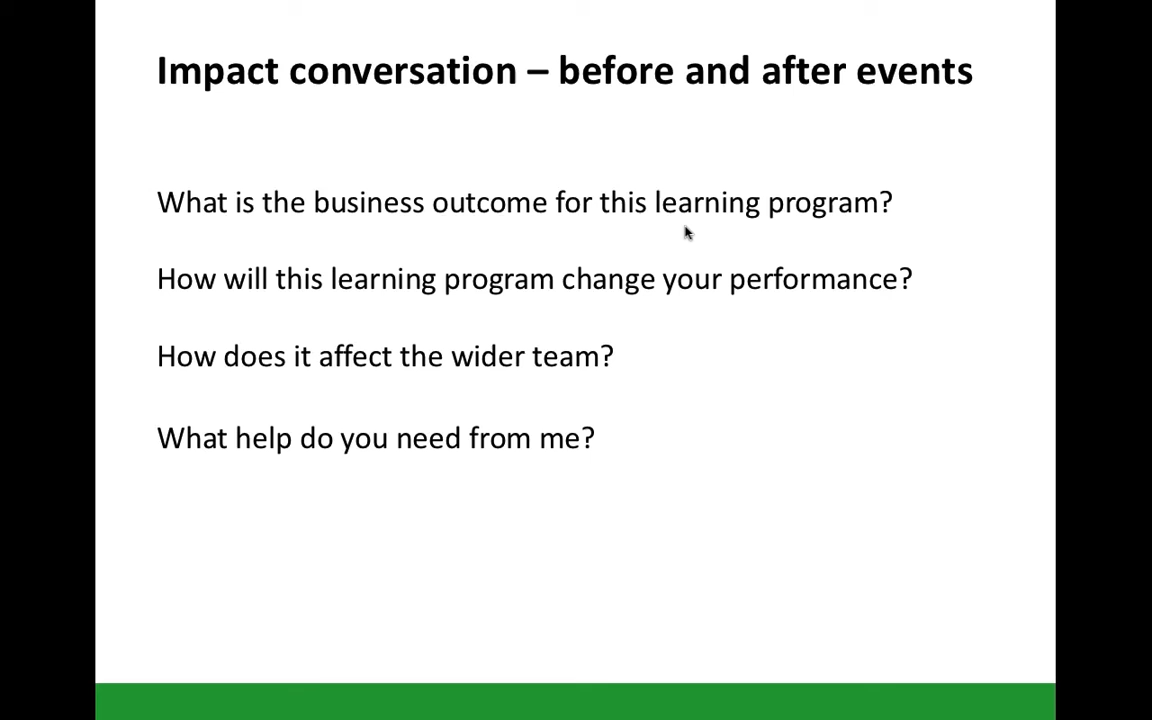 Impact conversation – before and after events
What is the business outcome for this learning program?
How will this learning program change your performance?
How does it affect the wider team?
What help do you need from me?